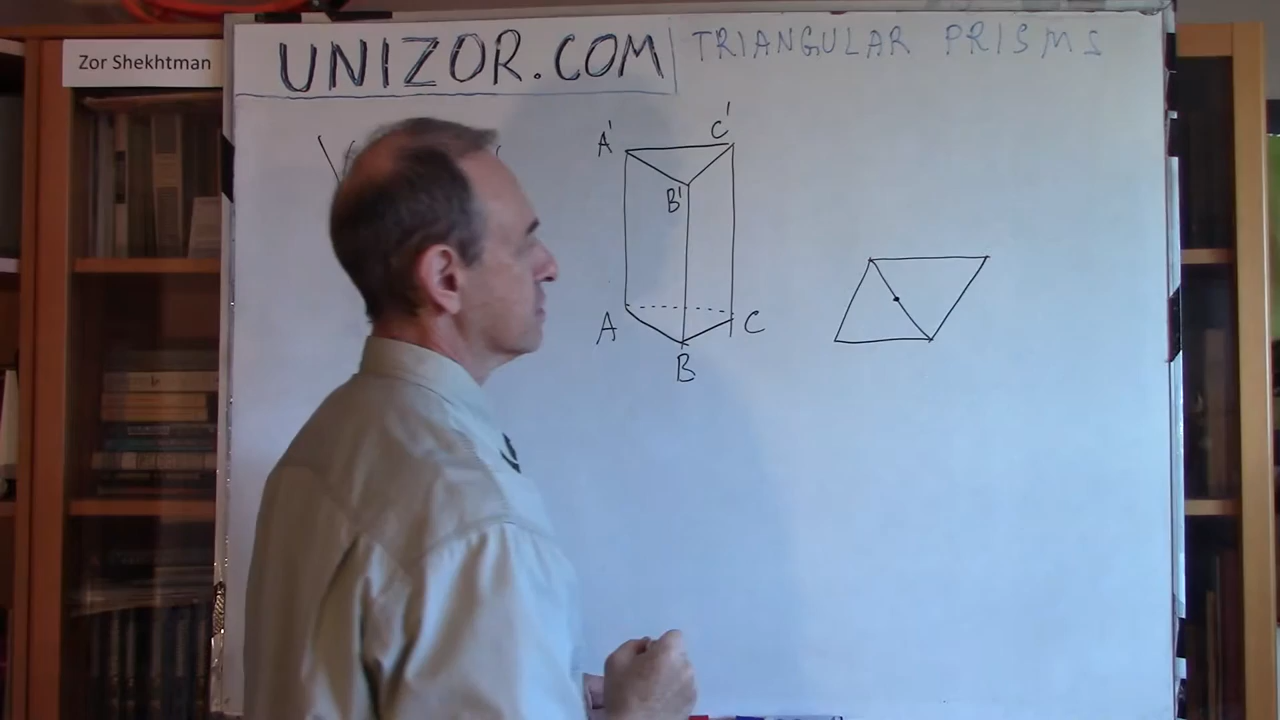 Zor Shekhtman
UNIZOR.COM
TRIANGULAR PRISMS
A' C'
B'
A C
B